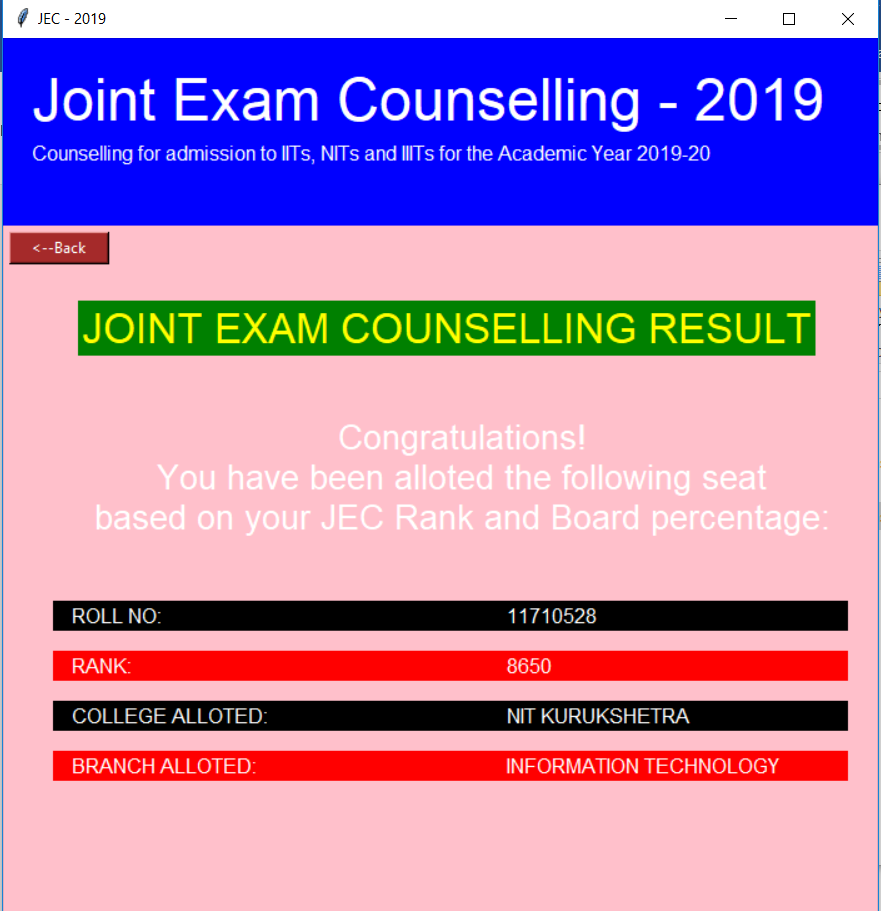 JEC - 2019
Joint Exam Counselling - 2019
Counselling for admission to IITs, NITs and IIITs for the Academic Year 2019-20
<--Back
JOINT EXAM COUNSELLING RESULT
Congratulations!
You have been alloted the following seat
based on your JEC Rank and Board percentage:
ROLL NO: 11710528
RANK: 8650
COLLEGE ALLOTED: NIT KURUKSHETRA
BRANCH ALLOTED: INFORMATION TECHNOLOGY